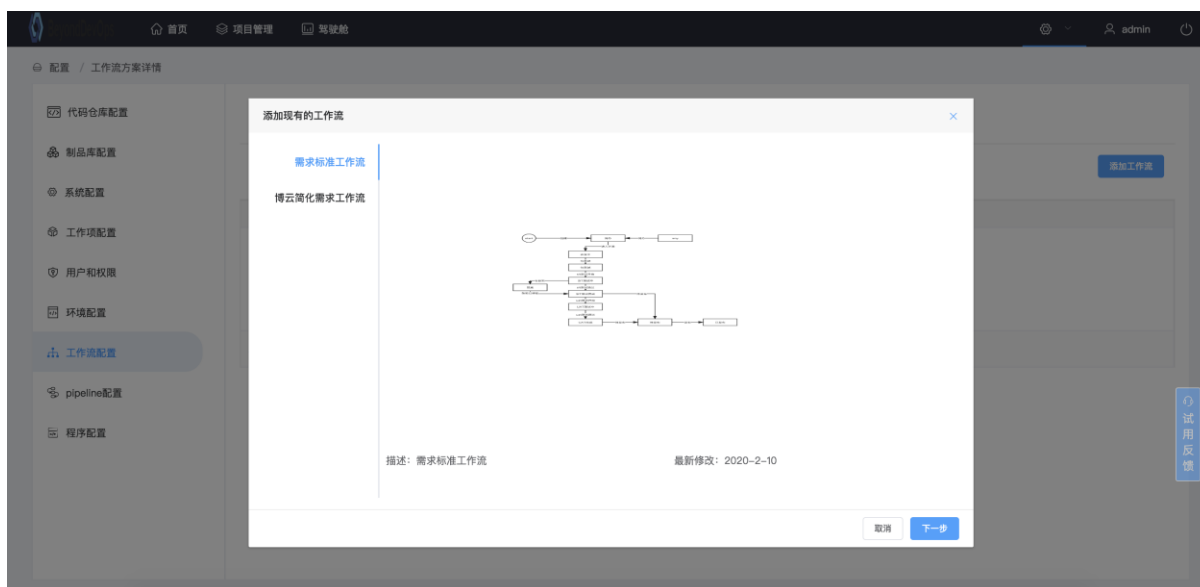 首页 项目管理 驾驶舱 admin
配置 / 工作流方案详情
代码仓库配置
制品库配置
系统配置
工作项配置
用户和权限
环境配置
工作流配置
pipeline配置
程序配置
添加现有的工作流
需求标准工作流
博云简化需求工作流
描述：需求标准工作流 最新修改：2020-2-10
取消 下一步
添加工作流
试用反馈